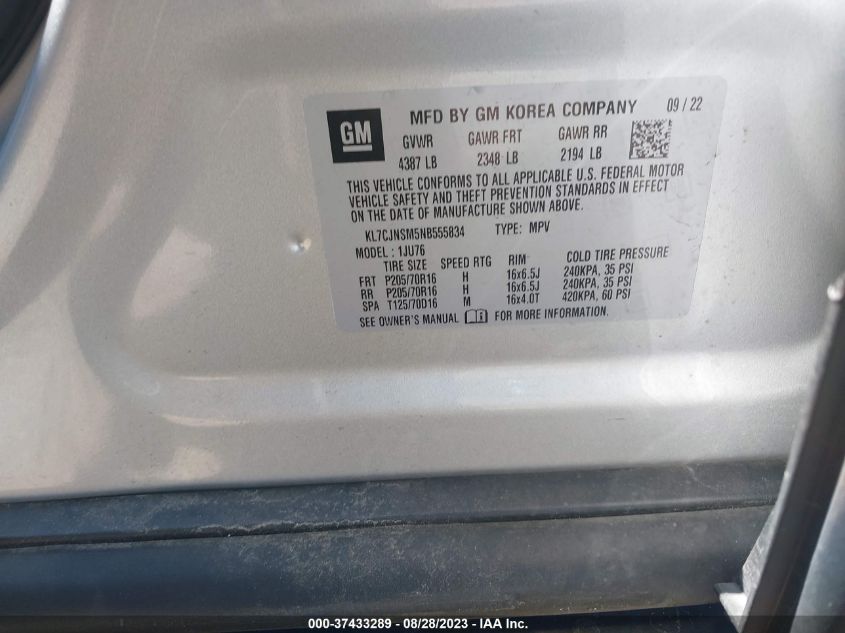 GM
MFD BY GM KOREA COMPANY 09 / 22
GVWR GAWR FRT GAWR RR
4387 LB 2348 LB 2194 LB
THIS VEHICLE CONFORMS TO ALL APPLICABLE U.S. FEDERAL MOTOR
VEHICLE SAFETY AND THEFT PREVENTION STANDARDS IN EFFECT
ON THE DATE OF MANUFACTURE SHOWN ABOVE.
KL7CJNSM5NB555834 TYPE: MPV
MODEL : 1JU76
TIRE SIZE SPEED RTG RIM COLD TIRE PRESSURE
FRT P205/70R16 H 16x6.5J 240KPA, 35 PSI
RR P205/70R16 H 16x6.5J 240KPA, 35 PSI
SPA T125/70D16 M 16x4.0T 420KPA, 60 PSI
SEE OWNER'S MANUAL FOR MORE INFORMATION.
000-37433289 - 08/28/2023 - IAA Inc.